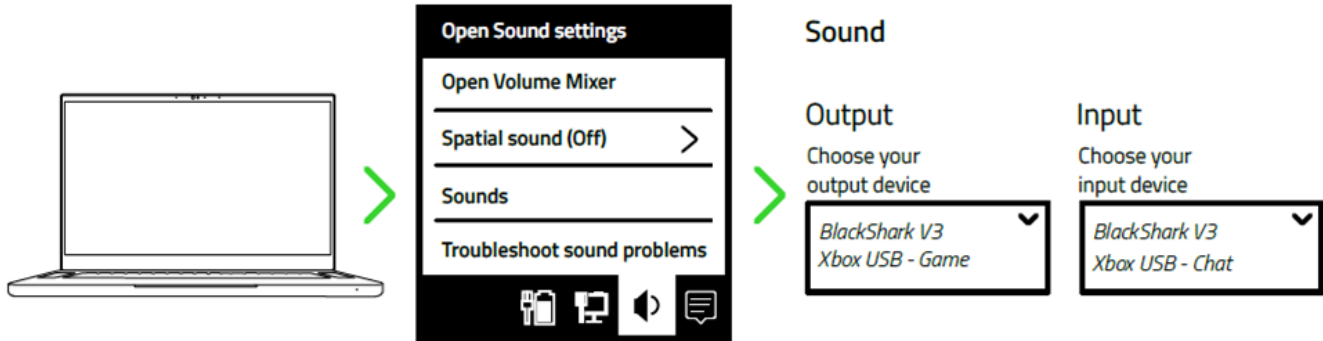 Open Sound settings
Open Volume Mixer
Spatial sound (Off)
Sounds
Troubleshoot sound problems
Sound
Output
Choose your
output device
BlackShark V3
Xbox USB - Game
Input
Choose your
input device
BlackShark V3
Xbox USB - Chat